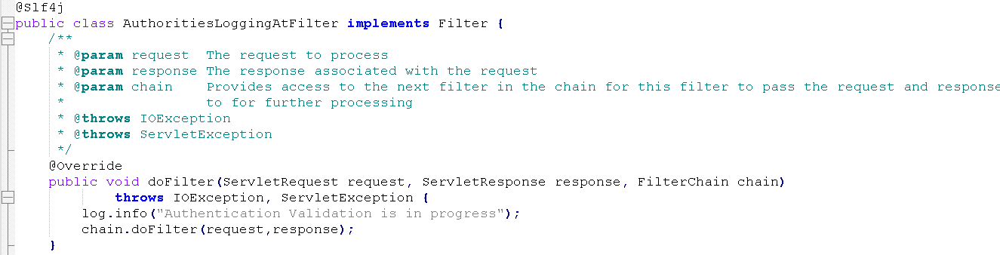 @Slf4j
public class AuthoritiesLoggingAtFilter implements Filter {
    /**
     * @param request  The request to process
     * @param response The response associated with the request
     * @param chain    Provides access to the next filter in the chain for this filter to pass the request and response
     *                 to for further processing
     * @throws IOException
     * @throws ServletException
     */
    @Override
    public void doFilter(ServletRequest request, ServletResponse response, FilterChain chain)
            throws IOException, ServletException {
        log.info("Authentication Validation is in progress");
        chain.doFilter(request,response);
    }